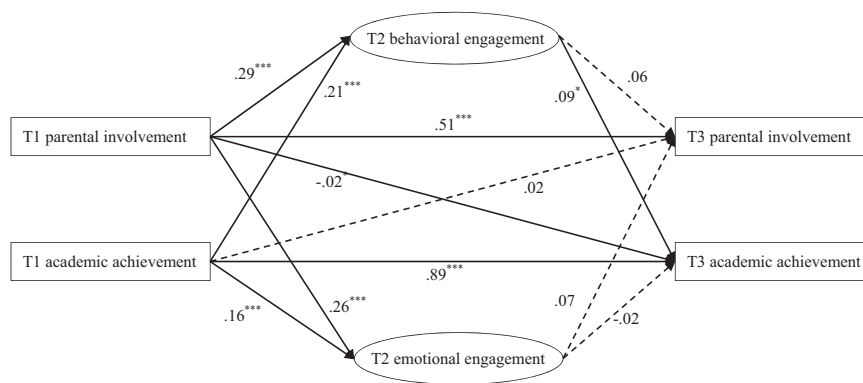 T2 behavioral engagement
.29***
.21***
.06
.09*
T1 parental involvement
.51***
T3 parental involvement
-.02*
.02
T1 academic achievement
.89***
T3 academic achievement
.16***
.26***
.07
-.02
T2 emotional engagement